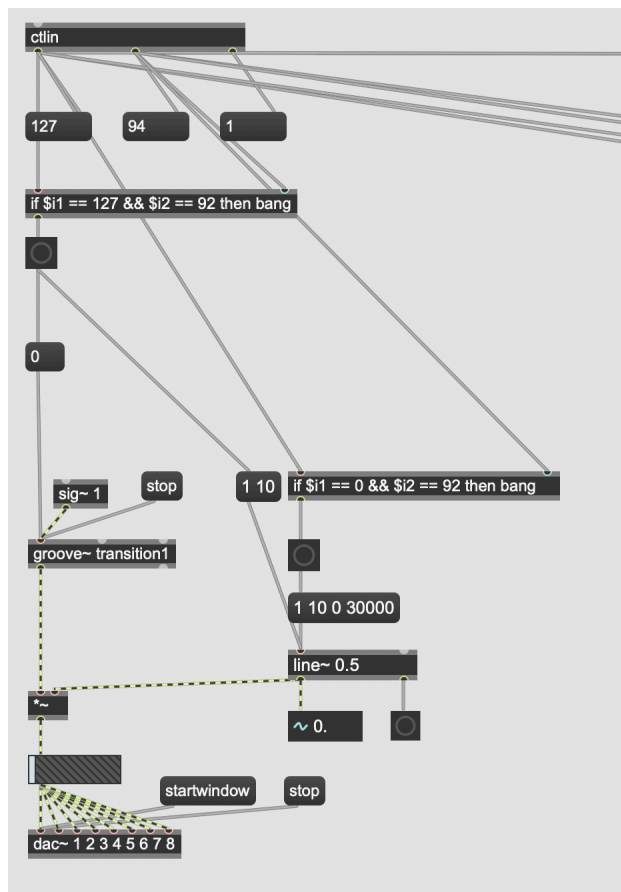 ctlin
127
94
1
if $i1 == 127 && $i2 == 92 then bang
0
sig~ 1
stop
1 10
if $i1 == 0 && $i2 == 92 then bang
groove~ transition1
1 10 0 30000
line~ 0.5
*~
0.
startwindow
stop
dac~ 1 2 3 4 5 6 7 8